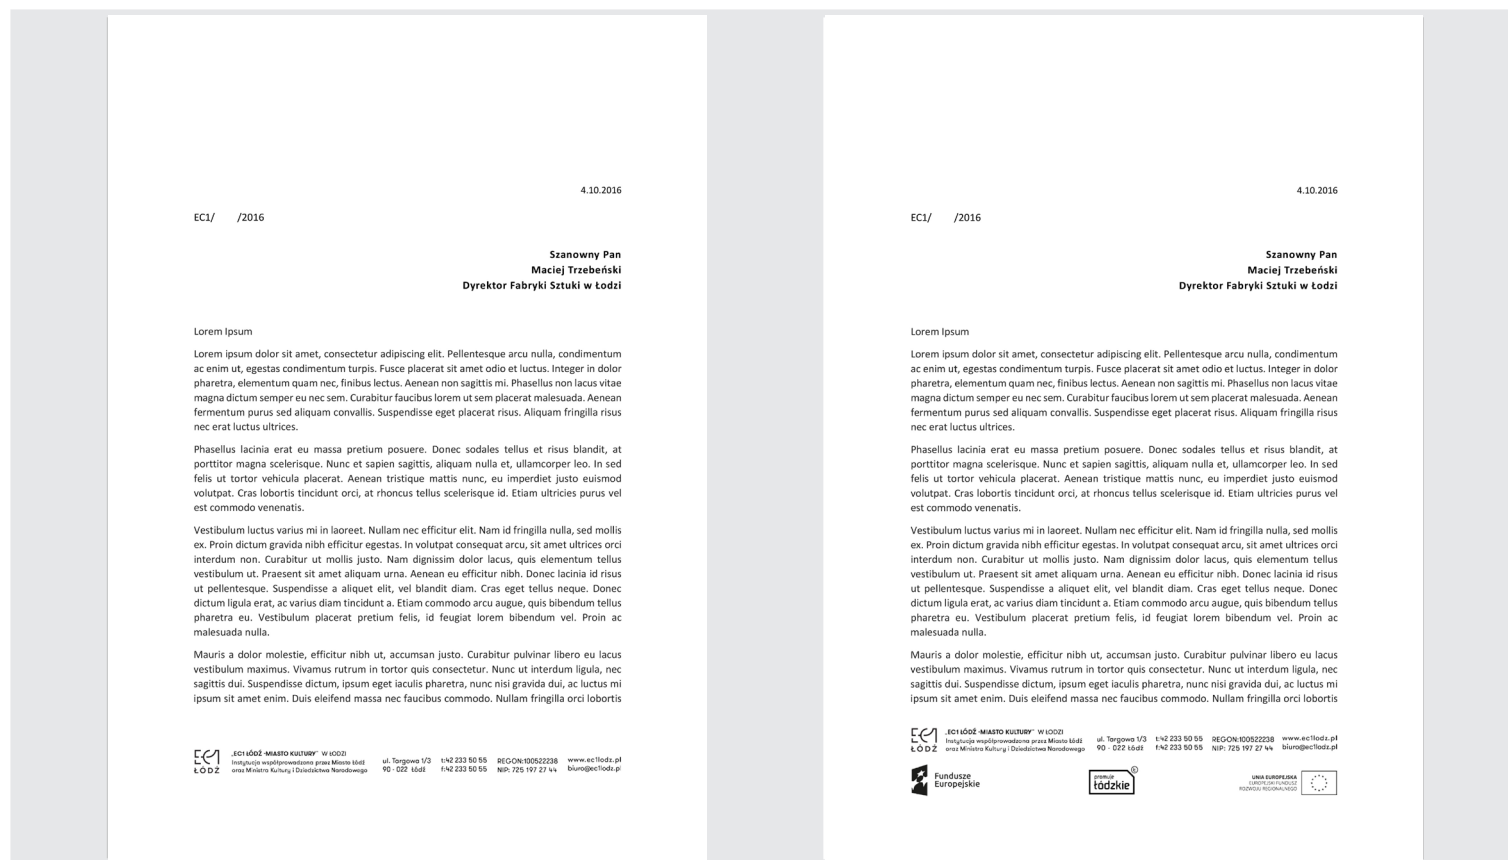 4.10.2016
EC1/ /2016
Szanowny Pan
Maciej Trzebeński
Dyrektor Fabryki Sztuki w Łodzi
Lorem Ipsum
Lorem ipsum dolor sit amet, consectetur adipiscing elit. Pellentesque arcu nulla, condimentum
ac enim ut, egestas condimentum turpis. Fusce placerat sit amet odio et luctus. Integer in dolor
pharetra, elementum quam nec, finibus lectus. Aenean non sagittis mi. Phasellus non lacus vitae
magna dictum semper eu nec sem. Curabitur faucibus lorem ut sem placerat malesuada. Aenean
fermentum purus sed aliquam convallis. Suspendisse eget placerat risus. Aliquam fringilla risus
nec erat luctus ultrices.
Phasellus lacinia erat eu massa pretium posuere. Donec sodales tellus et risus blandit, at
porttitor magna scelerisque. Nunc et sapien sagittis, aliquam nulla et, ullamcorper leo. In sed
felis ut tortor vehicula placerat. Aenean tristique mattis nunc, eu imperdiet justo euismod
volutpat. Cras lobortis tincidunt orci, at rhoncus tellus scelerisque id. Etiam ultricies purus vel
est commodo venenatis.
Vestibulum luctus varius mi in laoreet. Nullam nec efficitur elit. Nam id fringilla nulla, sed mollis
ex. Proin dictum gravida nibh efficitur egestas. In volutpat consequat arcu, sit amet ultrices orci
interdum non. Curabitur ut mollis justo. Nam dignissim dolor lacus, quis elementum tellus
vestibulum ut. Praesent sit amet aliquam urna. Aenean eu efficitur nibh. Donec lacinia id risus
ut pellentesque. Suspendisse a aliquet elit, vel blandit diam. Cras eget tellus neque. Donec
dictum ligula erat, ac varius diam tincidunt a. Etiam commodo arcu augue, quis bibendum tellus
pharetra eu. Vestibulum placerat pretium felis, id feugiat lorem bibendum vel. Proin ac
malesuada nulla.
Mauris a dolor molestie, efficitur nibh ut, accumsan justo. Curabitur pulvinar libero eu lacus
vestibulum maximus. Vivamus rutrum in tortor quis consectetur. Nunc ut interdum ligula, nec
sagittis dui. Suspendisse dictum, ipsum eget iaculis pharetra, nunc nisi gravida dui, ac luctus mi
ipsum sit amet enim. Duis eleifend massa nec faucibus commodo. Nullam fringilla orci lobortis
EC1
ŁÓDŹ
„EC1 ŁÓDŹ -MIASTO KULTURY" W ŁODZI
Instytucja współprowadzona przez Miasto Łódź
oraz Ministra Kultury i Dziedzictwa Narodowego
ul. Targowa 1/3
90 - 022 Łódź
t:42 233 50 55
f:42 233 50 55
REGON:100522238
NIP: 725 197 27 44
www.ec1lodz.pl
biuro@ec1lodz.pl
4.10.2016
EC1/ /2016
Szanowny Pan
Maciej Trzebeński
Dyrektor Fabryki Sztuki w Łodzi
Lorem Ipsum
Lorem ipsum dolor sit amet, consectetur adipiscing elit. Pellentesque arcu nulla, condimentum
ac enim ut, egestas condimentum turpis. Fusce placerat sit amet odio et luctus. Integer in dolor
pharetra, elementum quam nec, finibus lectus. Aenean non sagittis mi. Phasellus non lacus vitae
magna dictum semper eu nec sem. Curabitur faucibus lorem ut sem placerat malesuada. Aenean
fermentum purus sed aliquam convallis. Suspendisse eget placerat risus. Aliquam fringilla risus
nec erat luctus ultrices.
Phasellus lacinia erat eu massa pretium posuere. Donec sodales tellus et risus blandit, at
porttitor magna scelerisque. Nunc et sapien sagittis, aliquam nulla et, ullamcorper leo. In sed
felis ut tortor vehicula placerat. Aenean tristique mattis nunc, eu imperdiet justo euismod
volutpat. Cras lobortis tincidunt orci, at rhoncus tellus scelerisque id. Etiam ultricies purus vel
est commodo venenatis.
Vestibulum luctus varius mi in laoreet. Nullam nec efficitur elit. Nam id fringilla nulla, sed mollis
ex. Proin dictum gravida nibh efficitur egestas. In volutpat consequat arcu, sit amet ultrices orci
interdum non. Curabitur ut mollis justo. Nam dignissim dolor lacus, quis elementum tellus
vestibulum ut. Praesent sit amet aliquam urna. Aenean eu efficitur nibh. Donec lacinia id risus
ut pellentesque. Suspendisse a aliquet elit, vel blandit diam. Cras eget tellus neque. Donec
dictum ligula erat, ac varius diam tincidunt a. Etiam commodo arcu augue, quis bibendum tellus
pharetra eu. Vestibulum placerat pretium felis, id feugiat lorem bibendum vel. Proin ac
malesuada nulla.
Mauris a dolor molestie, efficitur nibh ut, accumsan justo. Curabitur pulvinar libero eu lacus
vestibulum maximus. Vivamus rutrum in tortor quis consectetur. Nunc ut interdum ligula, nec
sagittis dui. Suspendisse dictum, ipsum eget iaculis pharetra, nunc nisi gravida dui, ac luctus mi
ipsum sit amet enim. Duis eleifend massa nec faucibus commodo. Nullam fringilla orci lobortis
EC1
ŁÓDŹ
„EC1 ŁÓDŹ -MIASTO KULTURY" W ŁODZI
Instytucja współprowadzona przez Miasto Łódź
oraz Ministra Kultury i Dziedzictwa Narodowego
ul. Targowa 1/3
90 - 022 Łódź
t:42 233 50 55
f:42 233 50 55
REGON:100522238
NIP: 725 197 27 44
www.ec1lodz.pl
biuro@ec1lodz.pl
Fundusze
Europejskie
promuje
łódzkie
UNIA EUROPEJSKA
EUROPEJSKI FUNDUSZ
ROZWOJU REGIONALNEGO